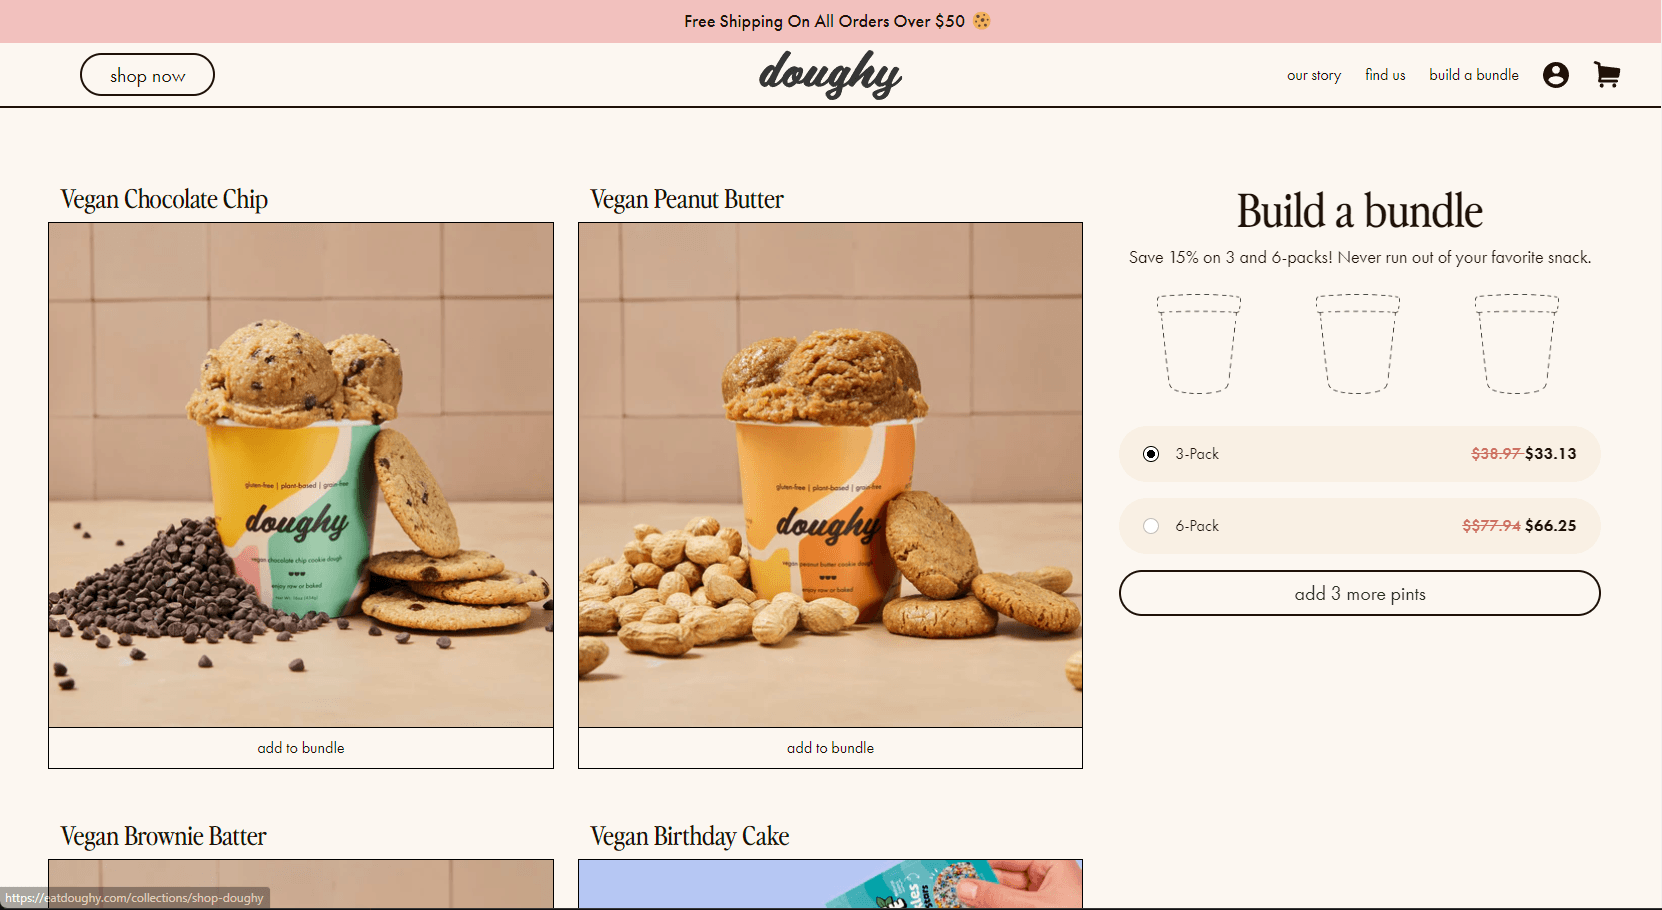 Free Shipping On All Orders Over $50
shop now
doughy
our story
find us
build a bundle
Vegan Chocolate Chip
gluten-free | plant-based | grain-free
doughy
vegan chocolate chip cookie dough
enjoy raw or baked
add to bundle
Vegan Peanut Butter
gluten-free | plant-based | grain-free
doughy
vegan peanut butter cookie dough
enjoy raw or baked
add to bundle
Build a bundle
Save 15% on 3 and 6-packs! Never run out of your favorite snack.
3-Pack
$38.97 $33.13
6-Pack
$$77.94 $66.25
add 3 more pints
Vegan Brownie Batter
Vegan Birthday Cake
https://eatdoughy.com/collections/shop-doughy